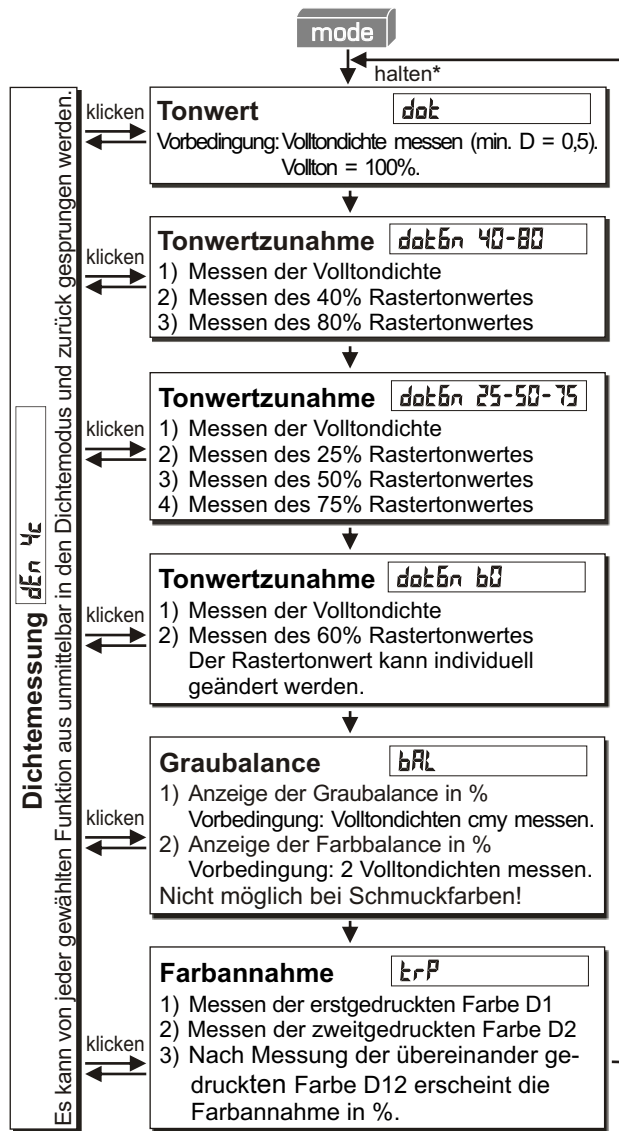 mode
halten*
Es kann von jeder gewählten Funktion aus unmittelbar in den Dichtemodus und zurück gesprungen werden.
Dichtemessung dEn 4c
klicken
Tonwert dot
Vorbedingung: Volltondichte messen (min. D = 0,5).
Vollton = 100%.
klicken
Tonwertzunahme dotGn 40-80
1) Messen der Volltondichte
2) Messen des 40% Rastertonwertes
3) Messen des 80% Rastertonwertes
klicken
Tonwertzunahme dotGn 25-50-75
1) Messen der Volltondichte
2) Messen des 25% Rastertonwertes
3) Messen des 50% Rastertonwertes
4) Messen des 75% Rastertonwertes
klicken
Tonwertzunahme dotGn 60
1) Messen der Volltondichte
2) Messen des 60% Rastertonwertes
Der Rastertonwert kann individuell
geändert werden.
klicken
Graubalance bAL
1) Anzeige der Graubalance in %
Vorbedingung: Volltondichten cmy messen.
2) Anzeige der Farbbalance in %
Vorbedingung: 2 Volltondichten messen.
Nicht möglich bei Schmuckfarben!
klicken
Farbannahme trP
1) Messen der erstgedruckten Farbe D1
2) Messen der zweitgedruckten Farbe D2
3) Nach Messung der übereinander ge-
druckten Farbe D12 erscheint die
Farbannahme in %.